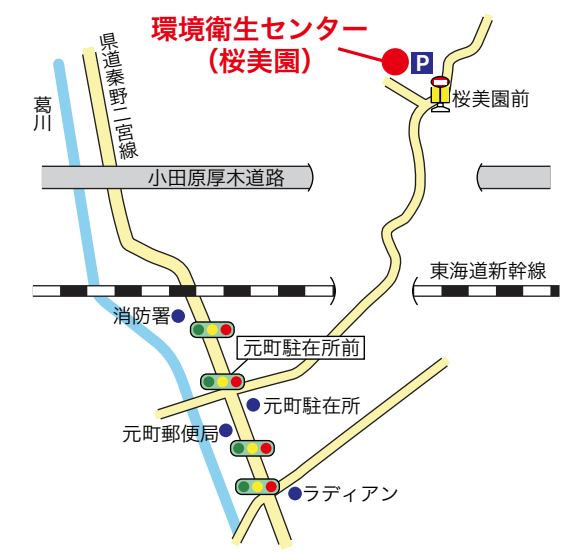 環境衛生センター
（桜美園）
P
桜美園前
県道秦野二宮線
葛川
小田原厚木道路
東海道新幹線
消防署
元町駐在所前
元町駐在所
元町郵便局
ラディアン